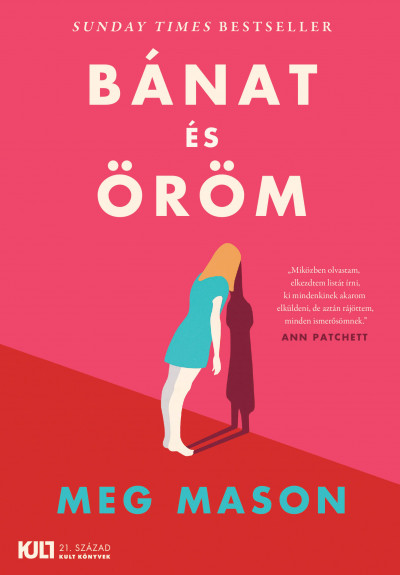 SUNDAY TIMES BESTSELLER
BÁNAT
ÉS
ÖRÖM
„Miközben olvastam,
elkezdtem listát írni,
ki mindenkinek akarom
elküldeni, de aztán rájöttem,
minden ismerősömnek.”
ANN PATCHETT
MEG MASON
KULT 21. SZÁZAD
KULT KÖNYVEK